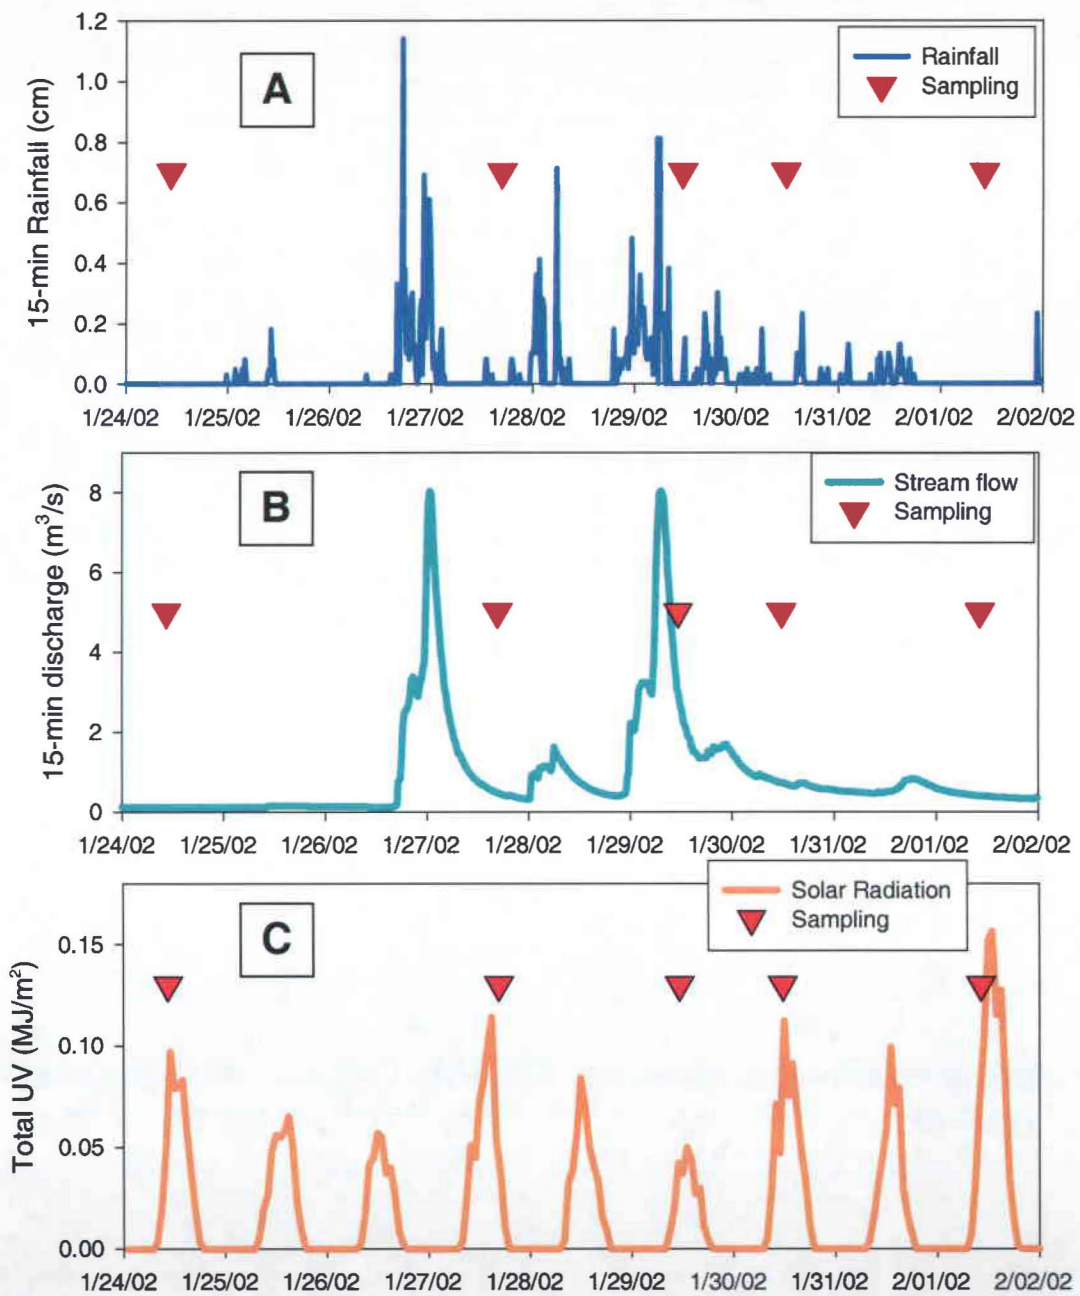 1.2
Rainfall
Sampling
A
1.0
0.8
0.6
0.4
0.2
0.0
15-min Rainfall (cm)
1/24/02 1/25/02 1/26/02 1/27/02 1/28/02 1/29/02 1/30/02 1/31/02 2/01/02 2/02/02
Stream flow
Sampling
B
8
6
4
2
0
15-min discharge (m³/s)
1/24/02 1/25/02 1/26/02 1/27/02 1/28/02 1/29/02 1/30/02 1/31/02 2/01/02 2/02/02
Solar Radiation
Sampling
C
0.15
0.10
0.05
0.00
Total UV (MJ/m²)
1/24/02 1/25/02 1/26/02 1/27/02 1/28/02 1/29/02 1/30/02 1/31/02 2/01/02 2/02/02